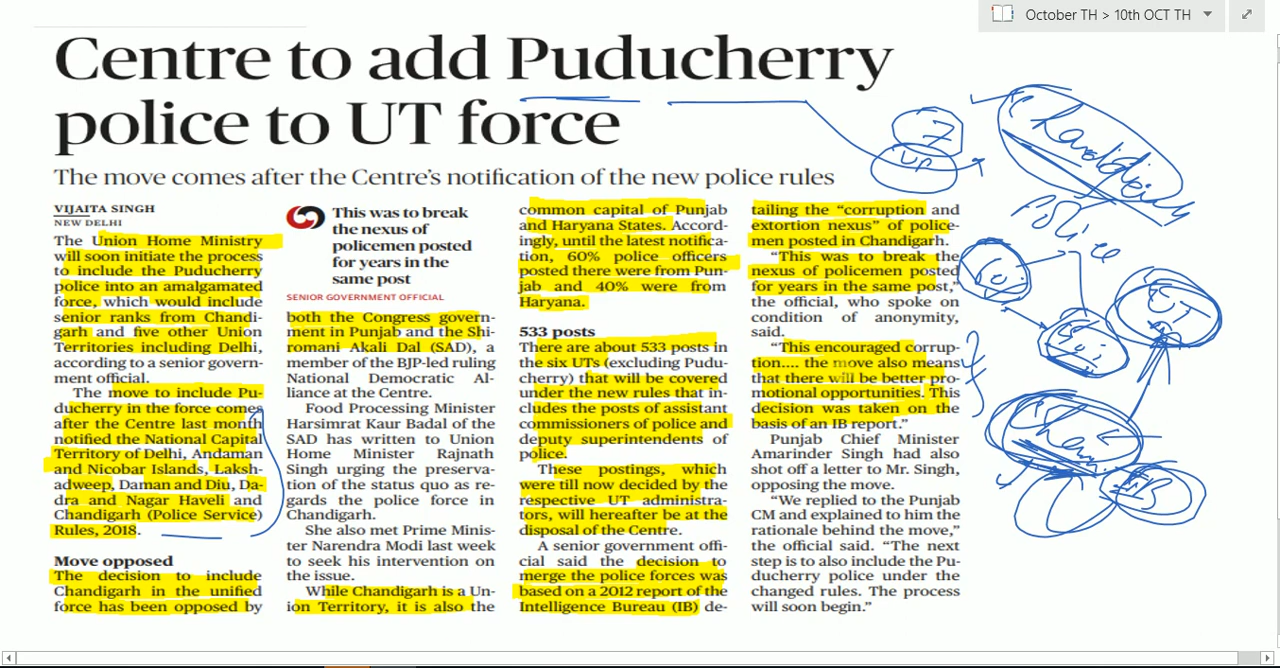 October TH > 10th OCT TH
Centre to add Puducherry
police to UT force
The move comes after the Centre's notification of the new police rules
VIJAITA SINGH
NEW DELHI
The Union Home Ministry
will soon initiate the process
to include the Puducherry
police into an amalgamated
force, which would include
senior ranks from Chandi-
garh and five other Union
Territories including Delhi,
according to a senior govern-
ment official.
The move to include Pu-
ducherry in the force comes
after the Centre last month
notified the National Capital
Territory of Delhi, Andaman
and Nicobar Islands, Laksh-
adweep, Daman and Diu, Da-
dra and Nagar Haveli and
Chandigarh (Police Service)
Rules, 2018.
Move opposed
The decision to include
Chandigarh in the unified
force has been opposed by
This was to break
the nexus of
policemen posted
for years in the
same post
SENIOR GOVERNMENT OFFICIAL
both the Congress govern-
ment in Punjab and the Shi-
romani Akali Dal (SAD), a
member of the BJP-led ruling
National Democratic Al-
liance at the Centre.
Food Processing Minister
Harsimrat Kaur Badal of the
SAD has written to Union
Home Minister Rajnath
Singh urging the preserva-
tion of the status quo as re-
gards the police force in
Chandigarh.
She also met Prime Minis-
ter Narendra Modi last week
to seek his intervention on
the issue.
While Chandigarh is a Un-
ion Territory, it is also the
common capital of Punjab
and Haryana States. Accord-
ingly, until the latest notifica-
tion, 60% police officers
posted there were from Pun-
jab and 40% were from
Haryana.
533 posts
There are about 533 posts in
the six UTs (excluding Pudu-
cherry) that will be covered
under the new rules that in-
cludes the posts of assistant
commissioners of police and
deputy superintendents of
police.
These postings, which
were till now decided by the
respective UT administra-
tors, will hereafter be at the
disposal of the Centre.
A senior government offi-
cial said the decision to
merge the police forces was
based on a 2012 report of the
Intelligence Bureau (IB) de-
tailing the "corruption and
extortion nexus" of police-
men posted in Chandigarh.
"This was to break the
nexus of policemen posted
for years in the same post,"
the official, who spoke on
condition of anonymity,
said.
"This encouraged corrup-
tion.... the move also means
that there will be better pro-
motional opportunities. This
decision was taken on the
basis of an IB report."
Punjab Chief Minister
Amarinder Singh had also
shot off a letter to Mr. Singh,
opposing the move.
"We replied to the Punjab
CM and explained to him the
rationale behind the move,"
the official said. "The next
step is to also include the Pu-
ducherry police under the
changed rules. The process
will soon begin."
7
Police
IB